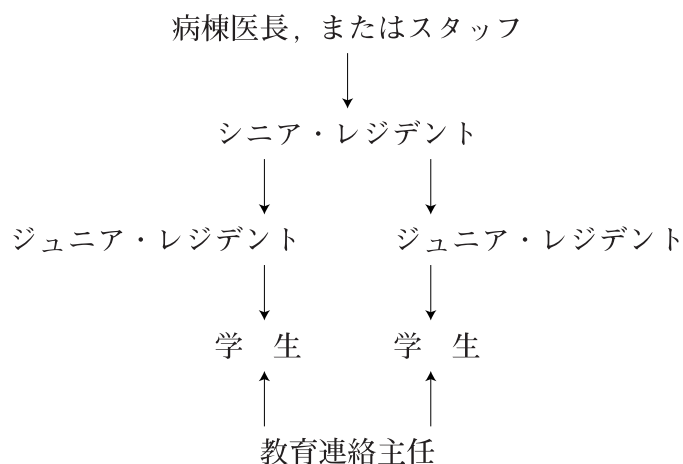 病棟医長，またはスタッフ
シニア・レジデント
ジュニア・レジデント　ジュニア・レジデント
学　生　学　生
教育連絡主任